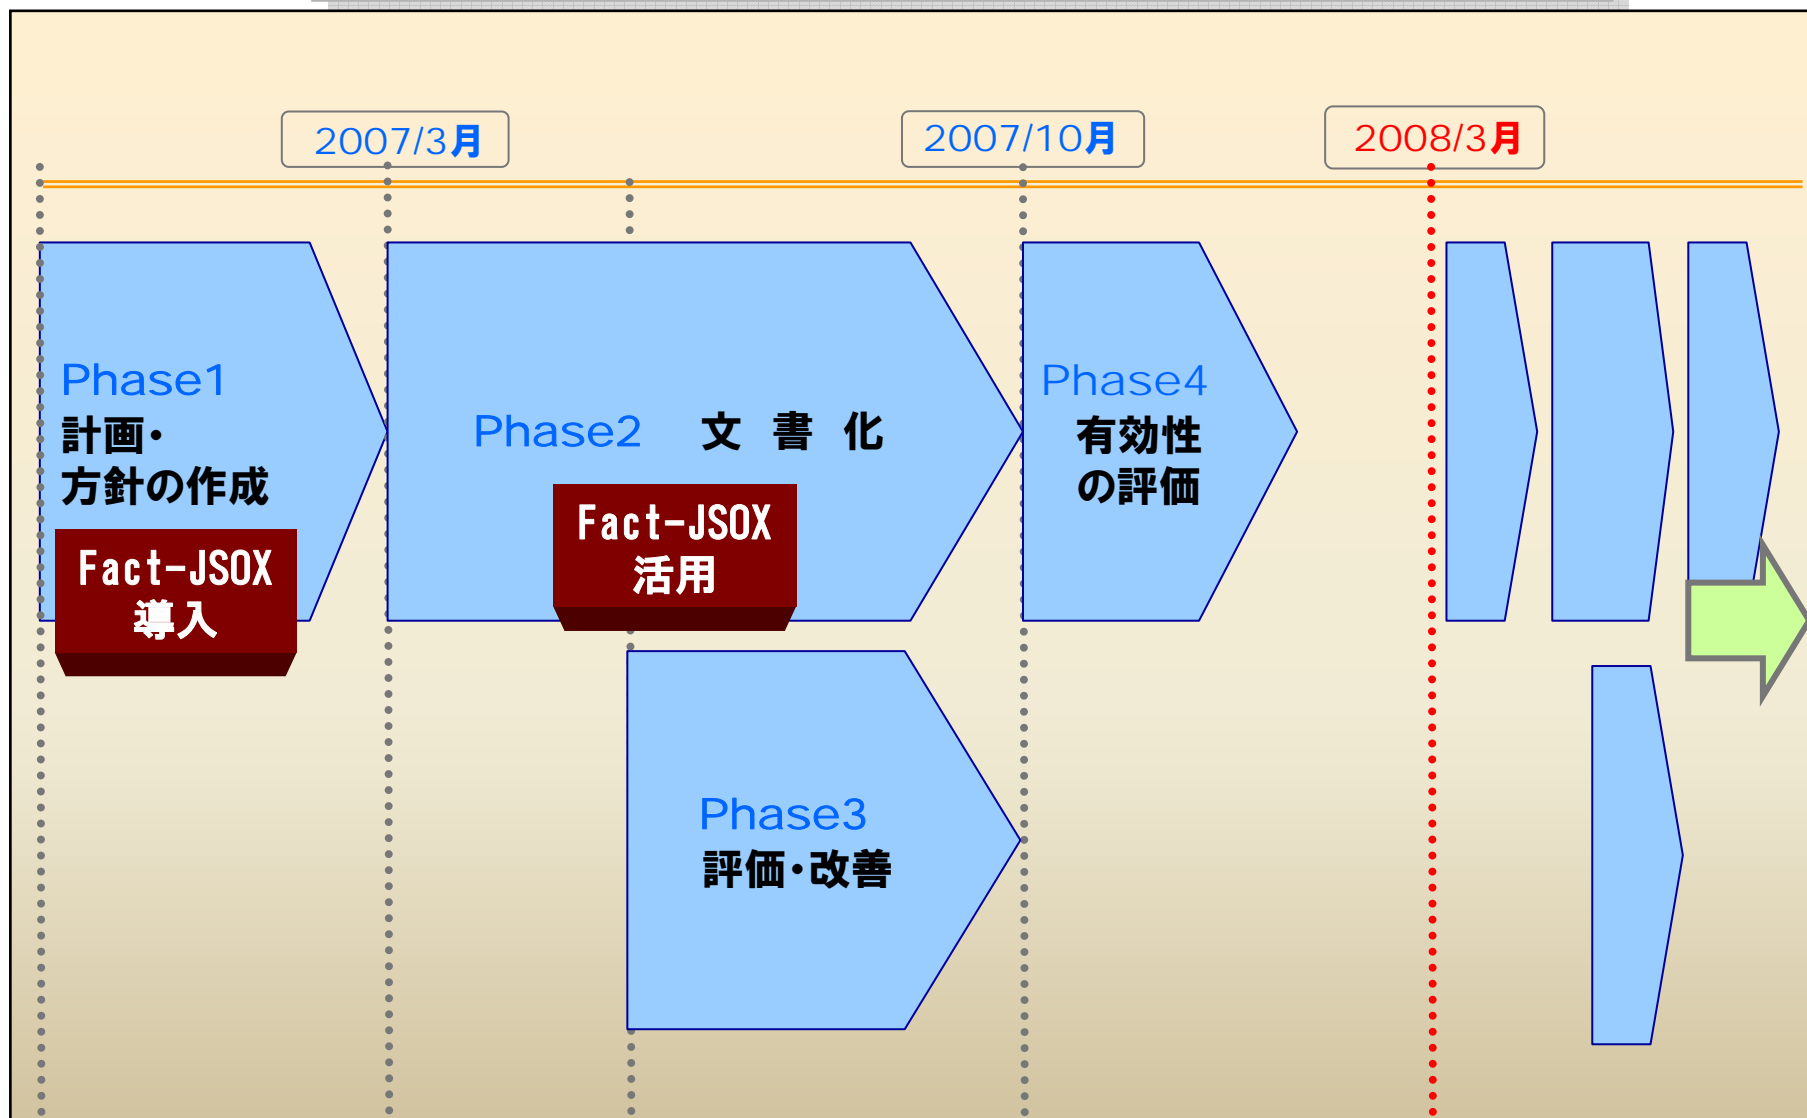 2007/3月
2007/10月
2008/3月
Phase1
計画・
方針の作成
Fact-JSOX
導入
Phase2 文 書 化
Fact-JSOX
活用
Phase3
評価・改善
Phase4
有効性
の評価